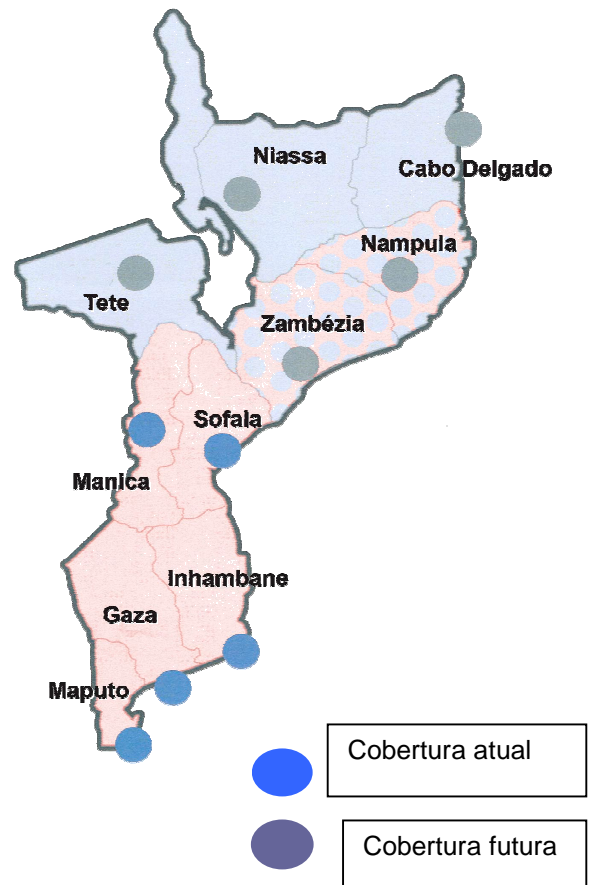 Niassa
Cabo Delgado
Nampula
Tete
Zambézia
Sofala
Manica
Inhambane
Gaza
Maputo
Cobertura atual
Cobertura futura